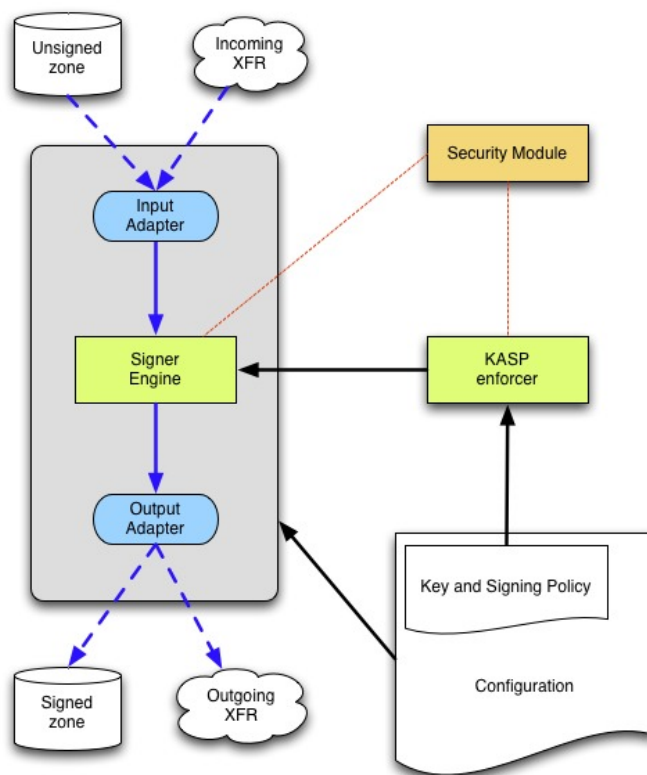 Unsigned
zone
Incoming
XFR
Security Module
Input
Adapter
Signer
Engine
KASP
enforcer
Output
Adapter
Key and Signing Policy
Configuration
Signed
zone
Outgoing
XFR